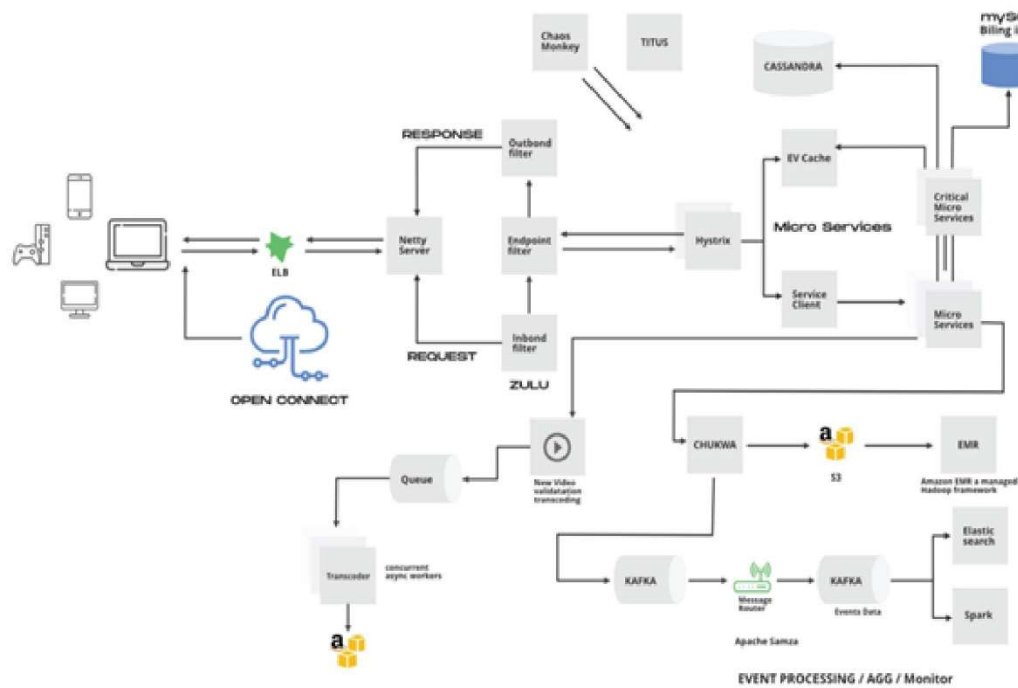 mySQ
Biling i
Chaos
Monkey
TITUS
CASSANDRA
RESPONSE
Outbond
filter
EV Cache
Critical
Micro
Services
Micro Services
Netty
Server
Endpoint
filter
Hystrix
ELB
Service
Client
Micro
Services
Inbond
filter
REQUEST
ZULU
OPEN CONNECT
CHUKWA
a
S3
EMR
Amazon EMR a managed
Hadoop framework
Queue
New Video
validatation
transcoding
Elastic
search
Transcoder
concurrent
async workers
KAFKA
Message
Router
KAFKA
Events Data
Spark
a
Apache Samza
EVENT PROCESSING / AGG / Monitor